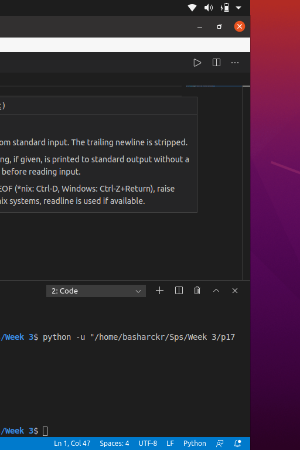 )
om standard input. The trailing newline is stripped.
ng, if given, is printed to standard output without a
before reading input.
EOF (*nix: Ctrl-D, Windows: Ctrl-Z+Return), raise
nix systems, readline is used if available.
2: Code
/Week 3$ python -u "/home/basharckr/Sps/Week 3/p17
/Week 3$
Ln 1, Col 47 Spaces: 4 UTF-8 LF Python